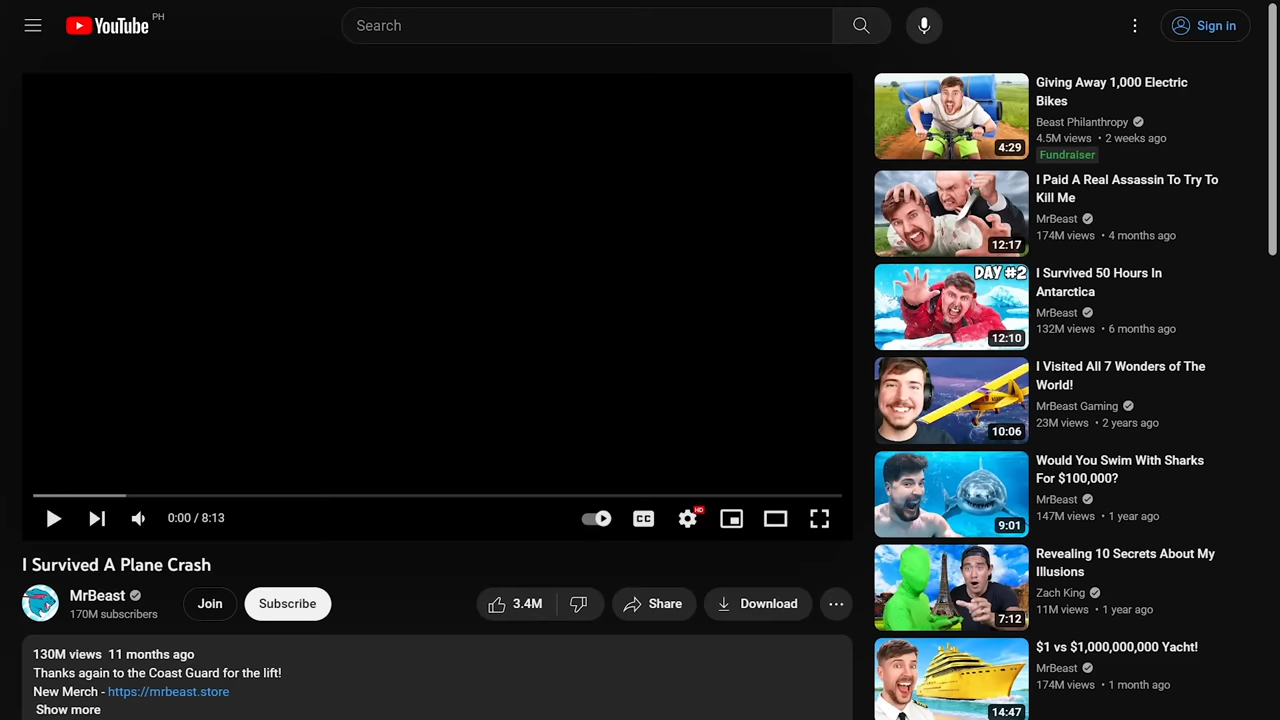 YouTube PH
Search
Sign in
Giving Away 1,000 Electric
Bikes
Beast Philanthropy
4.5M views • 2 weeks ago
Fundraiser
4:29
I Paid A Real Assassin To Try To
Kill Me
MrBeast
174M views • 4 months ago
12:17
DAY #2
I Survived 50 Hours In
Antarctica
MrBeast
132M views • 6 months ago
12:10
I Visited All 7 Wonders of The
World!
MrBeast Gaming
23M views • 2 years ago
10:06
Would You Swim With Sharks
For $100,000?
MrBeast
147M views • 1 year ago
9:01
Revealing 10 Secrets About My
Illusions
Zach King
11M views • 1 year ago
7:12
$1 vs $1,000,000,000 Yacht!
MrBeast
174M views • 1 month ago
14:47
0:00 / 8:13
CC
HD
I Survived A Plane Crash
MrBeast
170M subscribers
Join
Subscribe
3.4M
Share
Download
130M views 11 months ago
Thanks again to the Coast Guard for the lift!
New Merch - https://mrbeast.store
Show more